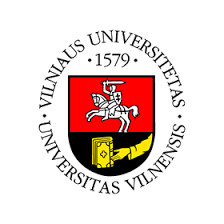 · VILNIAUS UNIVERSITETAS ·
· 1579 ·
UNIVERSITAS VILNENSIS